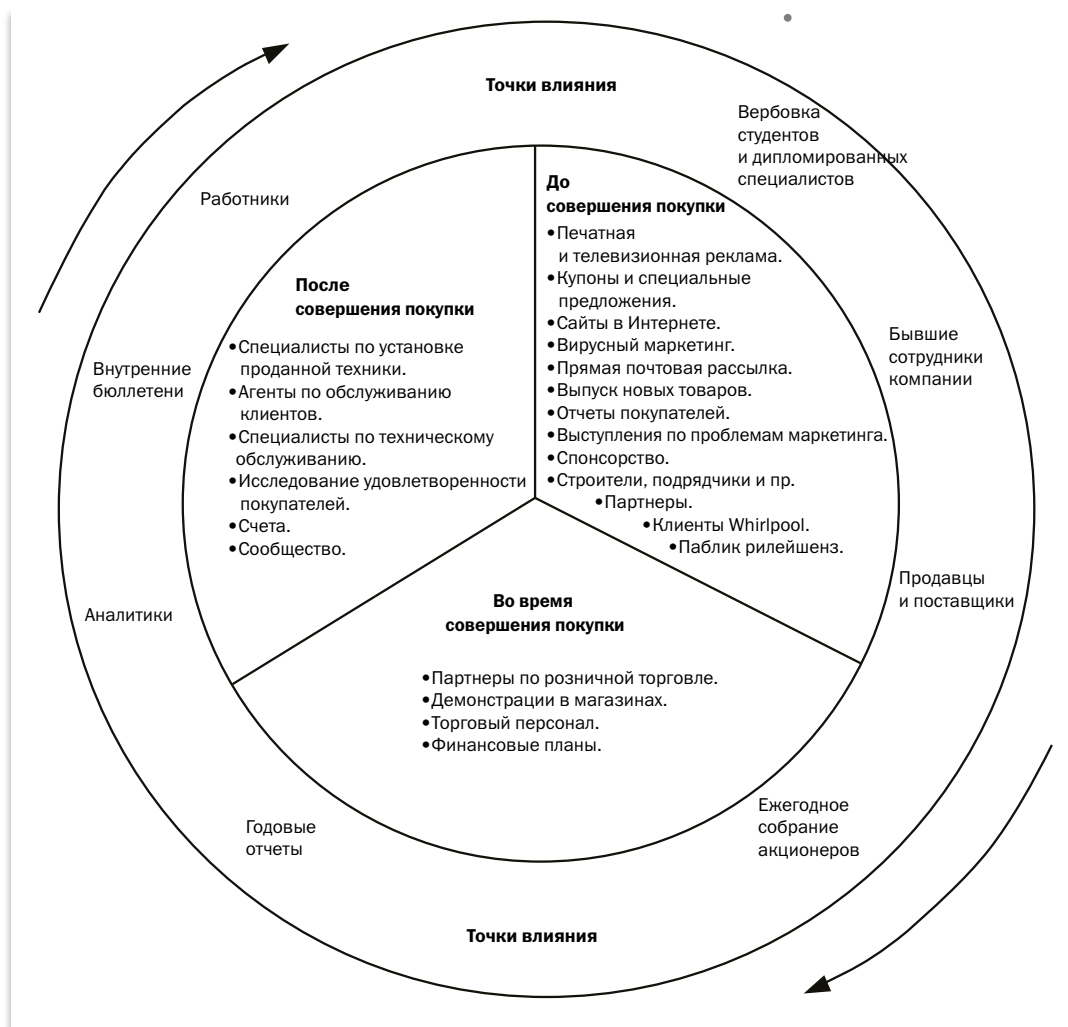 Точки влияния
Вербовка
студентов
и дипломированных
специалистов
Работники
До
совершения покупки
•Печатная
и телевизионная реклама.
•Купоны и специальные
предложения.
•Сайты в Интернете.
•Вирусный маркетинг.
•Прямая почтовая рассылка.
•Выпуск новых товаров.
•Отчеты покупателей.
•Выступления по проблемам маркетинга.
•Спонсорство.
•Строители, подрядчики и пр.
•Партнеры.
•Клиенты Whirlpool.
•Паблик рилейшенз.
После
совершения покупки
•Специалисты по установке
проданной техники.
•Агенты по обслуживанию
клиентов.
•Специалисты по техническому
обслуживанию.
•Исследование удовлетворенности
покупателей.
•Счета.
•Сообщество.
Бывшие
сотрудники
компании
Внутренние
бюллетени
Продавцы
и поставщики
Аналитики
Во время
совершения покупки
•Партнеры по розничной торговле.
•Демонстрации в магазинах.
•Торговый персонал.
•Финансовые планы.
Ежегодное
собрание
акционеров
Годовые
отчеты
Точки влияния